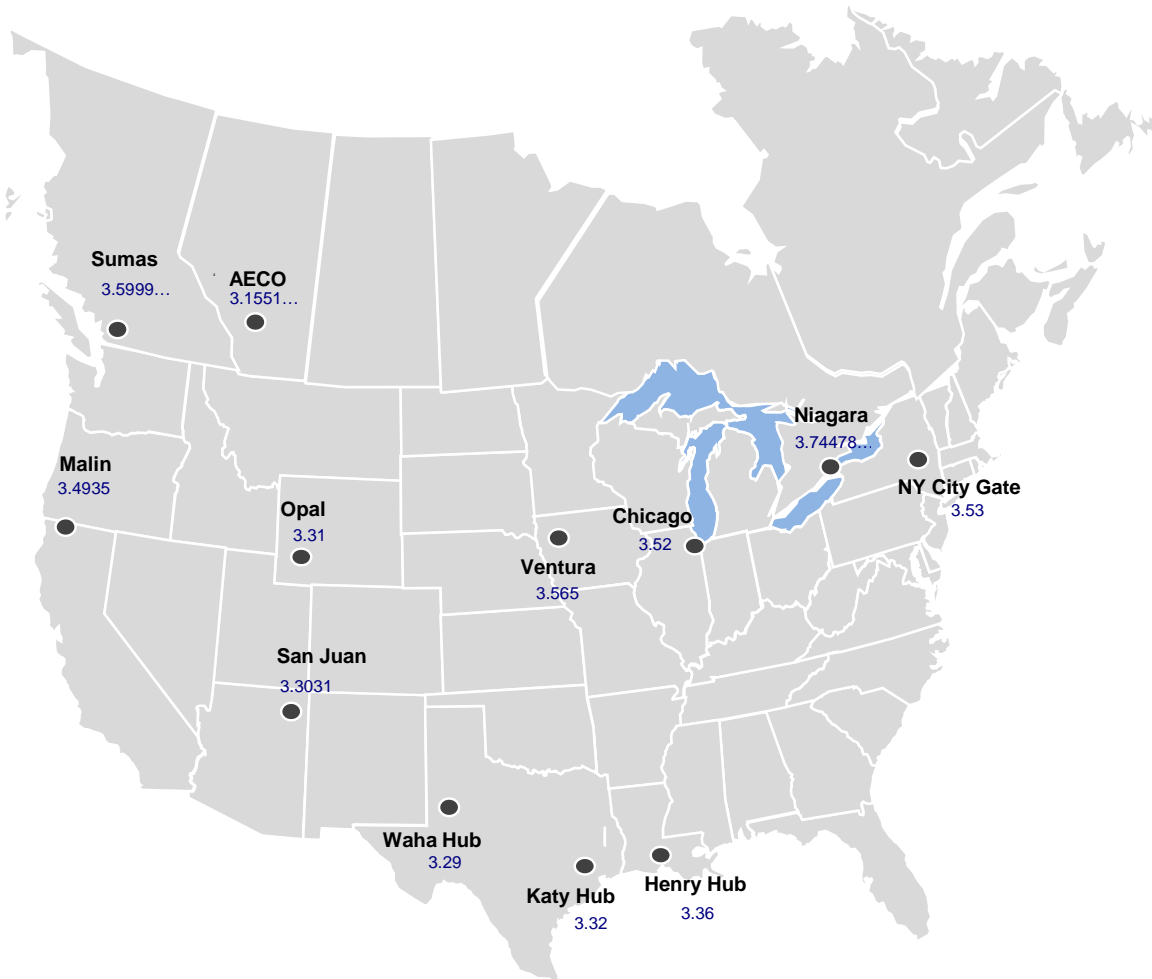 Sumas
3.5999…
AECO
3.1551…
Niagara
3.74478…
Malin
3.4935
NY City Gate
3.53
Opal
3.31
Chicago
3.52
Ventura
3.565
San Juan
3.3031
Waha Hub
3.29
Katy Hub
3.32
Henry Hub
3.36